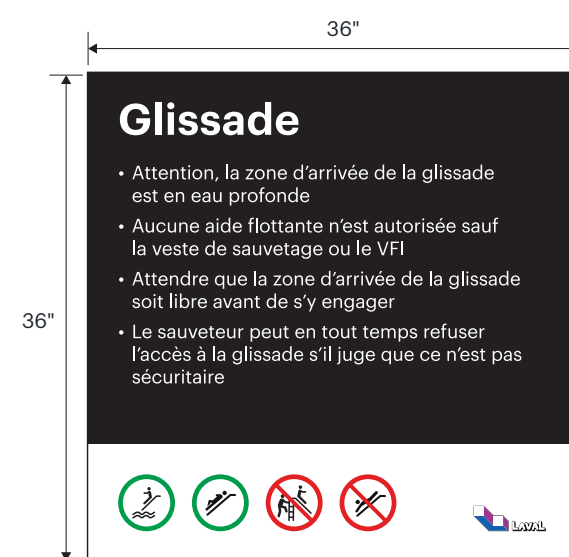 36"
Glissade
• Attention, la zone d'arrivée de la glissade
est en eau profonde
• Aucune aide flottante n'est autorisée sauf
la veste de sauvetage ou le VFI
• Attendre que la zone d'arrivée de la glissade
soit libre avant de s'y engager
36"
• Le sauveteur peut en tout temps refuser
l'accès à la glissade s'il juge que ce n'est pas
sécuritaire
LAVAL